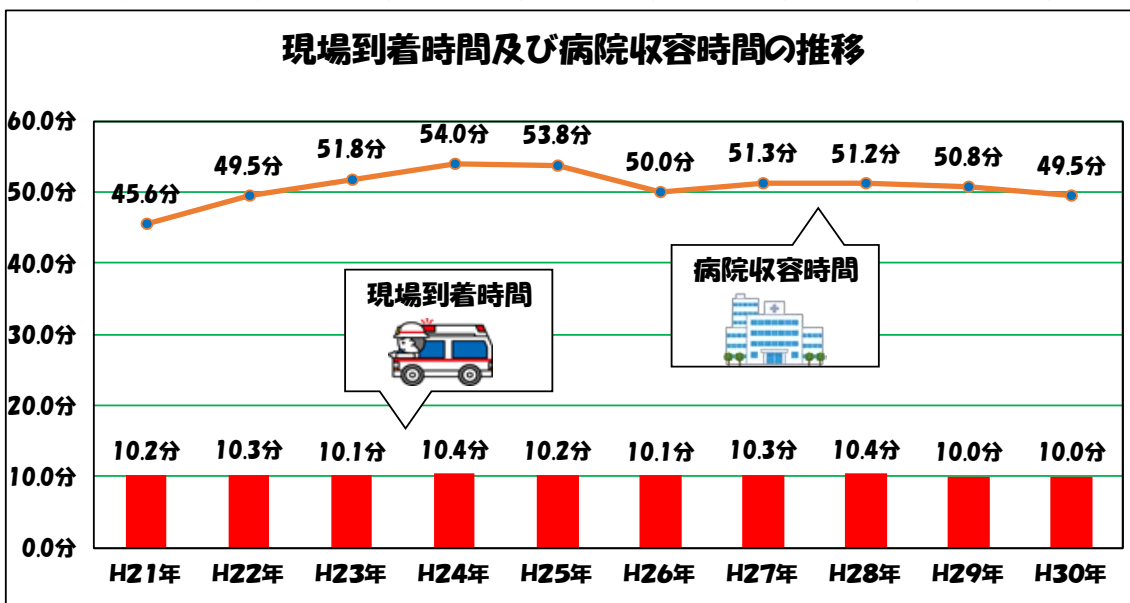 現場到着時間及び病院収容時間の推移
60.0分
50.0分
40.0分
30.0分
20.0分
10.0分
0.0分
45.6分
49.5分
51.8分
54.0分
53.8分
50.0分
51.3分
51.2分
50.8分
49.5分
病院収容時間
現場到着時間
10.2分
10.3分
10.1分
10.4分
10.2分
10.1分
10.3分
10.4分
10.0分
10.0分
H21年
H22年
H23年
H24年
H25年
H26年
H27年
H28年
H29年
H30年